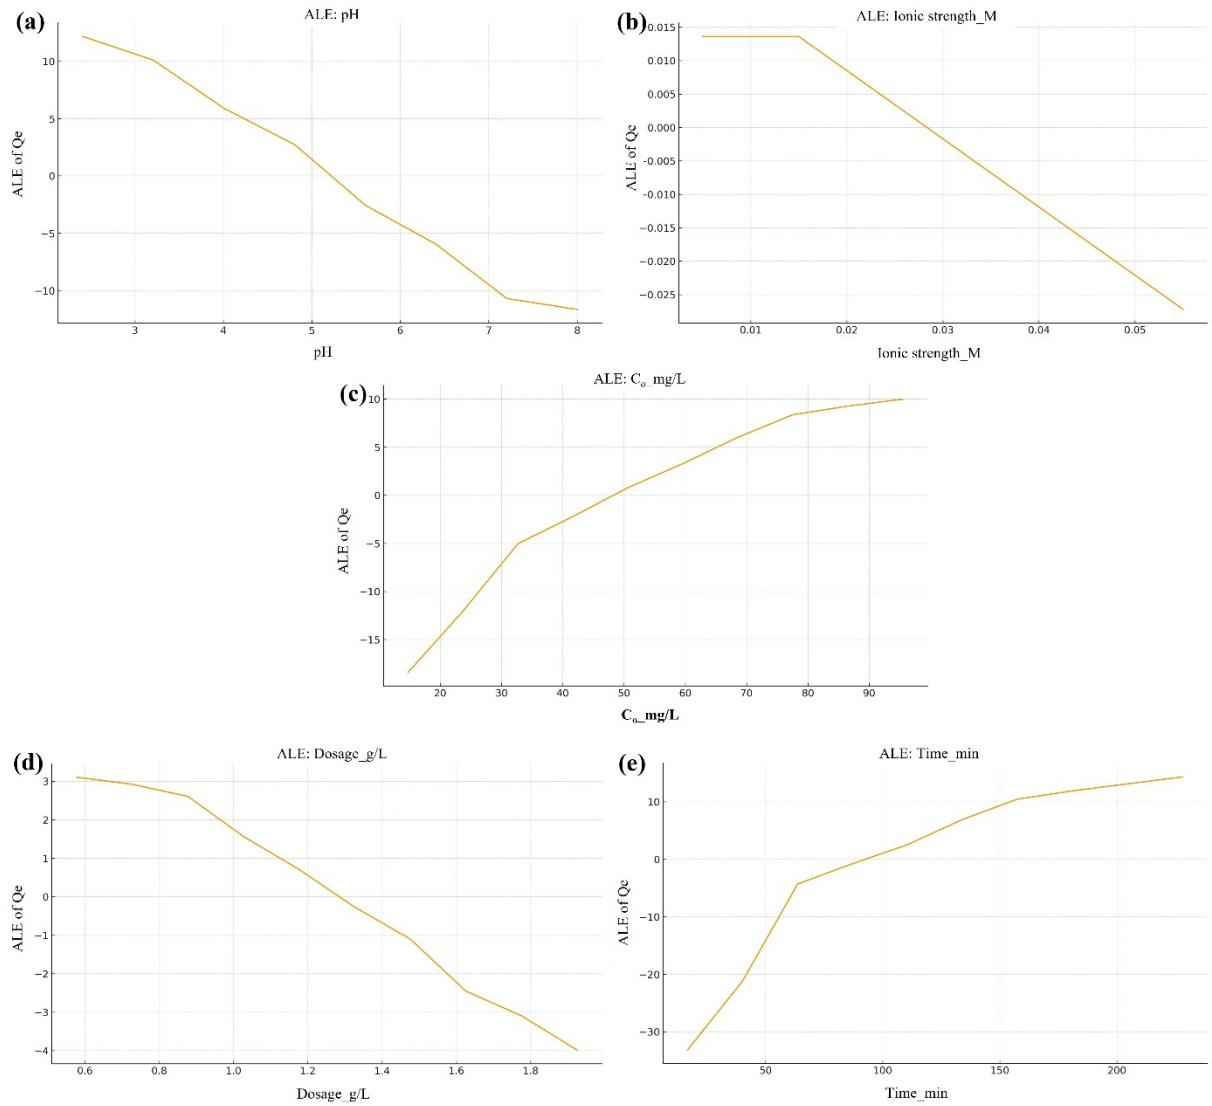 (a)
ALE: pH
10
5
0
−5
−10
ALE of Qe
3 4 5 6 7 8
pH
(b)
ALE: Ionic strength_M
0.015
0.010
0.005
0.000
−0.005
−0.010
−0.015
−0.020
−0.025
ALE of Qe
0.01 0.02 0.03 0.04 0.05
Ionic strength_M
(c)
ALE: Cₒ_mg/L
10
5
0
−5
−10
−15
ALE of Qe
20 30 40 50 60 70 80 90
Cₒ_mg/L
(d)
ALE: Dosage_g/L
3
2
1
0
−1
−2
−3
−4
ALE of Qe
0.6 0.8 1.0 1.2 1.4 1.6 1.8
Dosage_g/L
(e)
ALE: Time_min
10
0
−10
−20
−30
ALE of Qe
50 100 150 200
Time_min